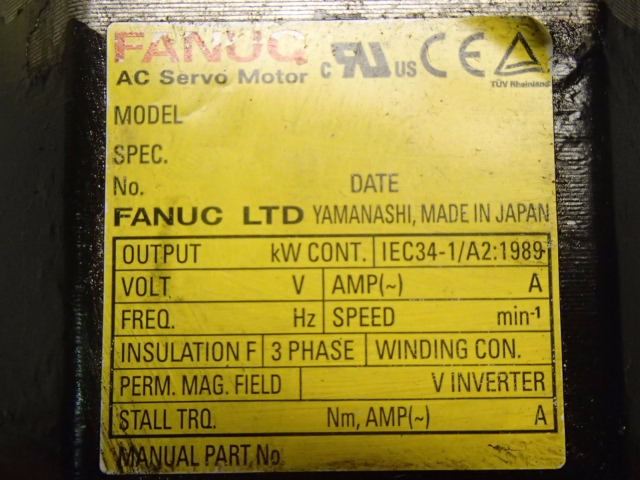 FANUC
AC Servo Motor c UR US CE TÜV Rheinland
MODEL
SPEC.
No. DATE
FANUC LTD YAMANASHI, MADE IN JAPAN
OUTPUT kW CONT. IEC34-1/A2:1989
VOLT V AMP(~) A
FREQ. Hz SPEED min-1
INSULATION F 3 PHASE WINDING CON.
PERM. MAG. FIELD V INVERTER
STALL TRQ. Nm, AMP(~) A
MANUAL PART No.